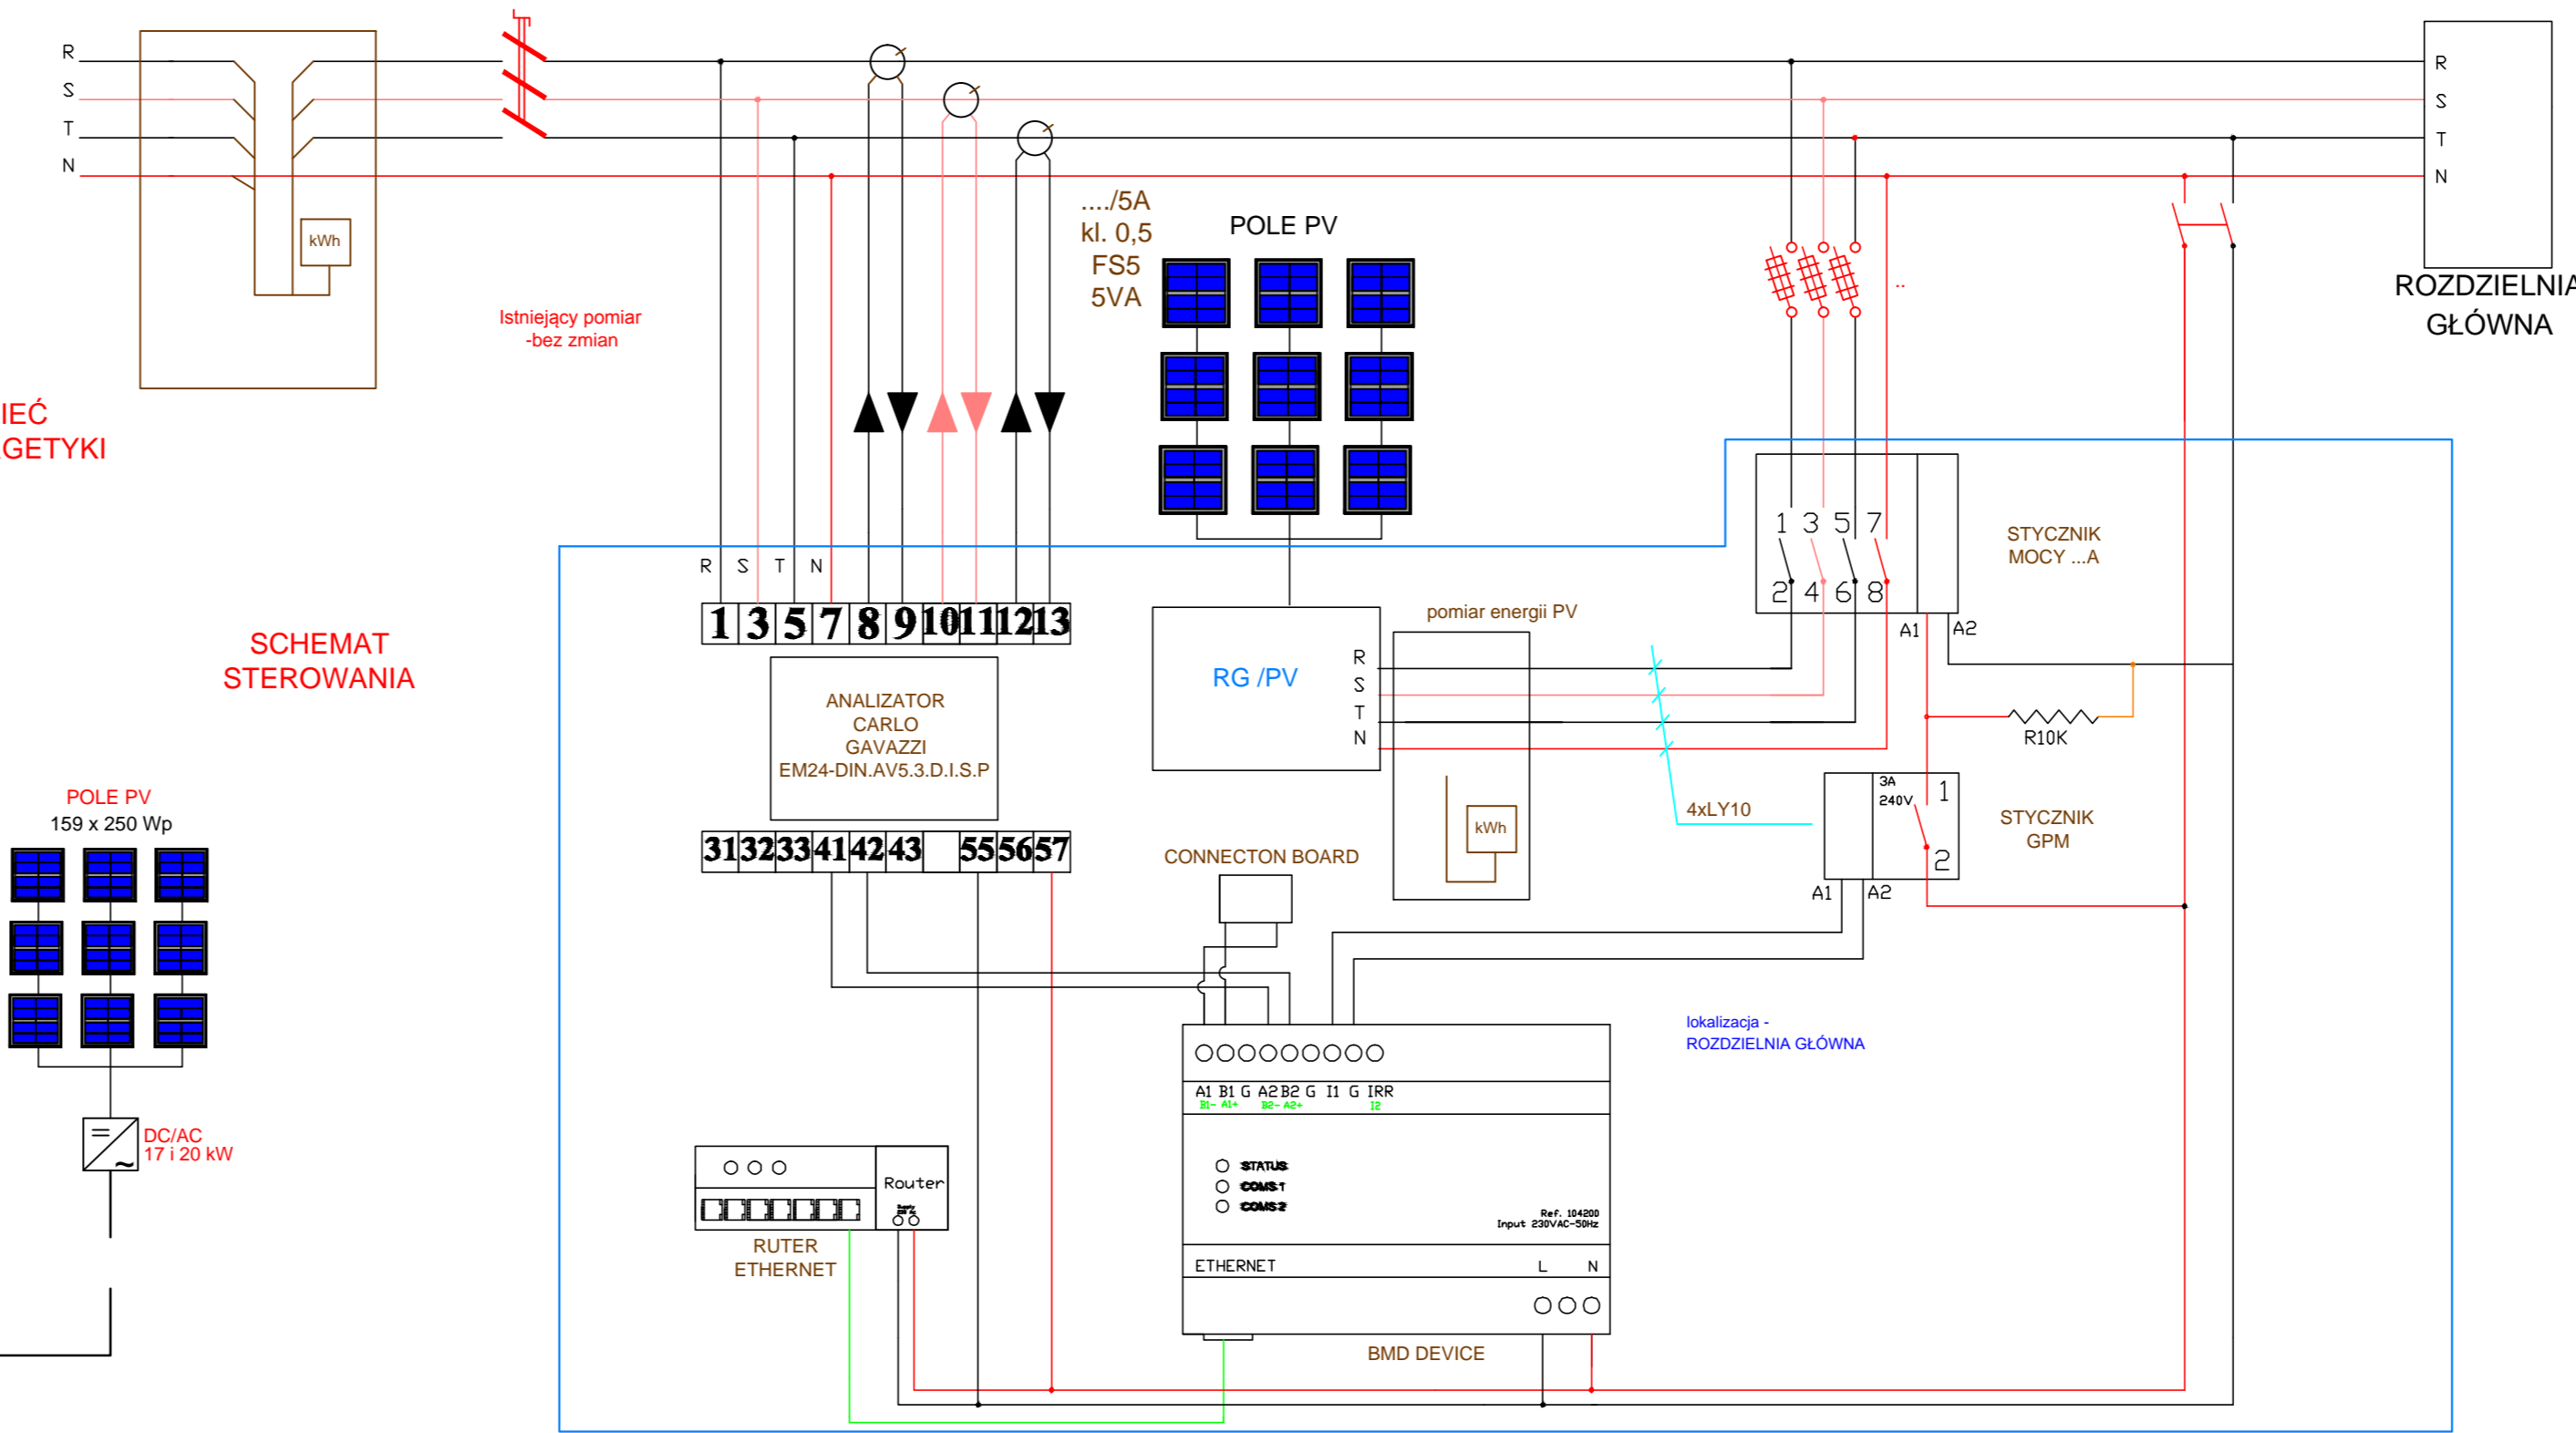 R
S
T
N
kWh
Istniejący pomiar
-bez zmian
IEĆ
GETYKI
SCHEMAT
STEROWANIA
POLE PV
159 x 250 Wp
DC/AC
17 i 20 kW
..../5A
kl. 0,5
FS5
5VA
POLE PV
..
R
S
T
N
ROZDZIELNIA
GŁÓWNA
R S T N
1 3 5 7 8 9 10 11 12 13
ANALIZATOR
CARLO
GAVAZZI
EM24-DIN.AV5.3.D.I.S.P
31 32 33 41 42 43 55 56 57
RG /PV
R
S
T
N
pomiar energii PV
kWh
4xLY10
1 3 5 7
2 4 6 8
A1 A2
STYCZNIK
MOCY ...A
R10K
3A
240V
1
2
A1 A2
STYCZNIK
GPM
CONNECTON BOARD
lokalizacja -
ROZDZIELNIA GŁÓWNA
A1 B1 G A2 B2 G I1 G IRR
B1- A1+ B2- A2+ I2
STATUS
COMS 1
COMS 2
Ref. 104200
Input 230VAC-50Hz
ETHERNET L N
BMD DEVICE
Router
RUTER
ETHERNET